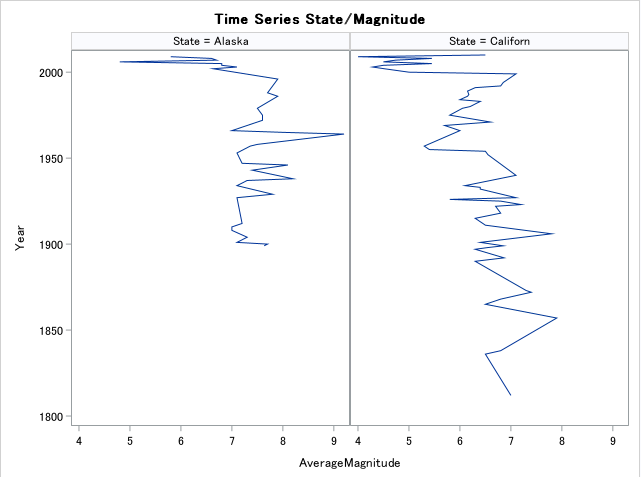 Time Series State/Magnitude
State = Alaska State = Californ
2000
1950
1900
1850
1800
Year
4 5 6 7 8 9 4 5 6 7 8 9
AverageMagnitude